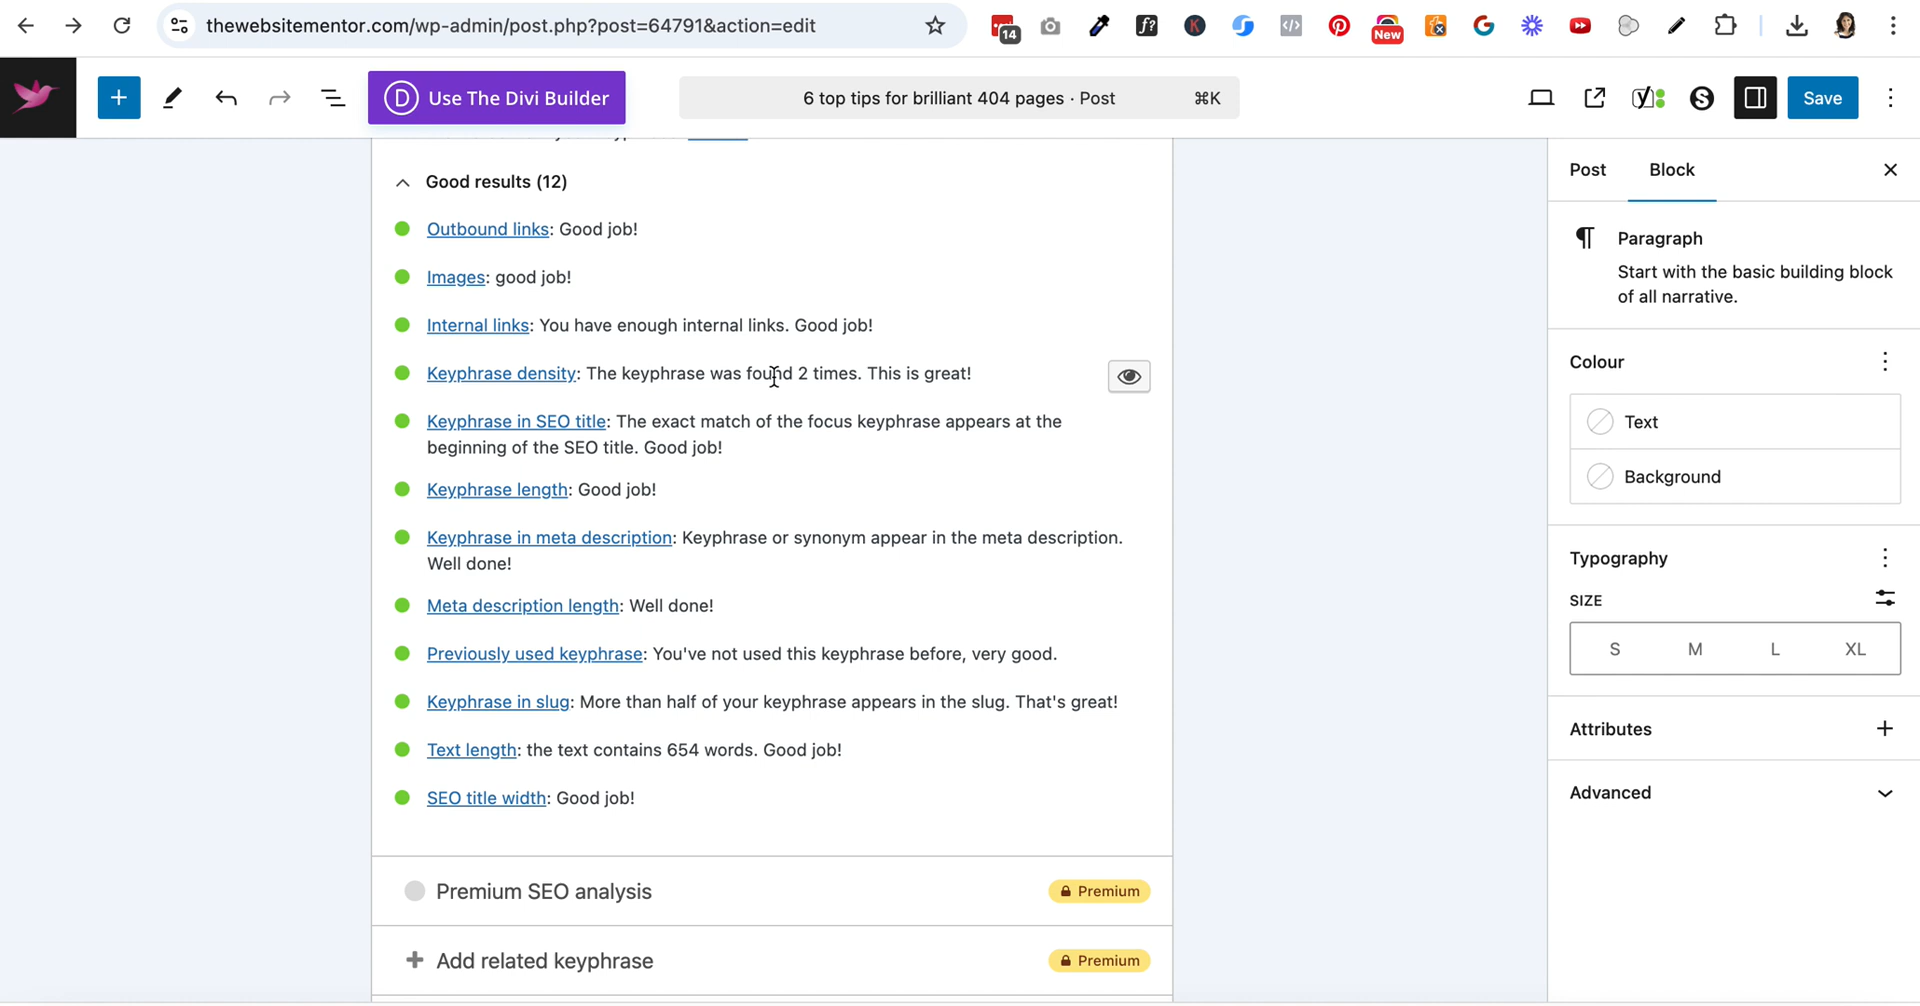 thewebsitementor.com/wp-admin/post.php?post=64791&action=edit
14
f?
K
New
G
D Use The Divi Builder
6 top tips for brilliant 404 pages · Post
⌘K
S
Save
Good results (12)
Outbound links: Good job!
Images: good job!
Internal links: You have enough internal links. Good job!
Keyphrase density: The keyphrase was found 2 times. This is great!
Keyphrase in SEO title: The exact match of the focus keyphrase appears at the
beginning of the SEO title. Good job!
Keyphrase length: Good job!
Keyphrase in meta description: Keyphrase or synonym appear in the meta description.
Well done!
Meta description length: Well done!
Previously used keyphrase: You've not used this keyphrase before, very good.
Keyphrase in slug: More than half of your keyphrase appears in the slug. That's great!
Text length: the text contains 654 words. Good job!
SEO title width: Good job!
Premium SEO analysis
Premium
Add related keyphrase
Premium
Post
Block
Paragraph
Start with the basic building block
of all narrative.
Colour
Text
Background
Typography
SIZE
S M L XL
Attributes
Advanced